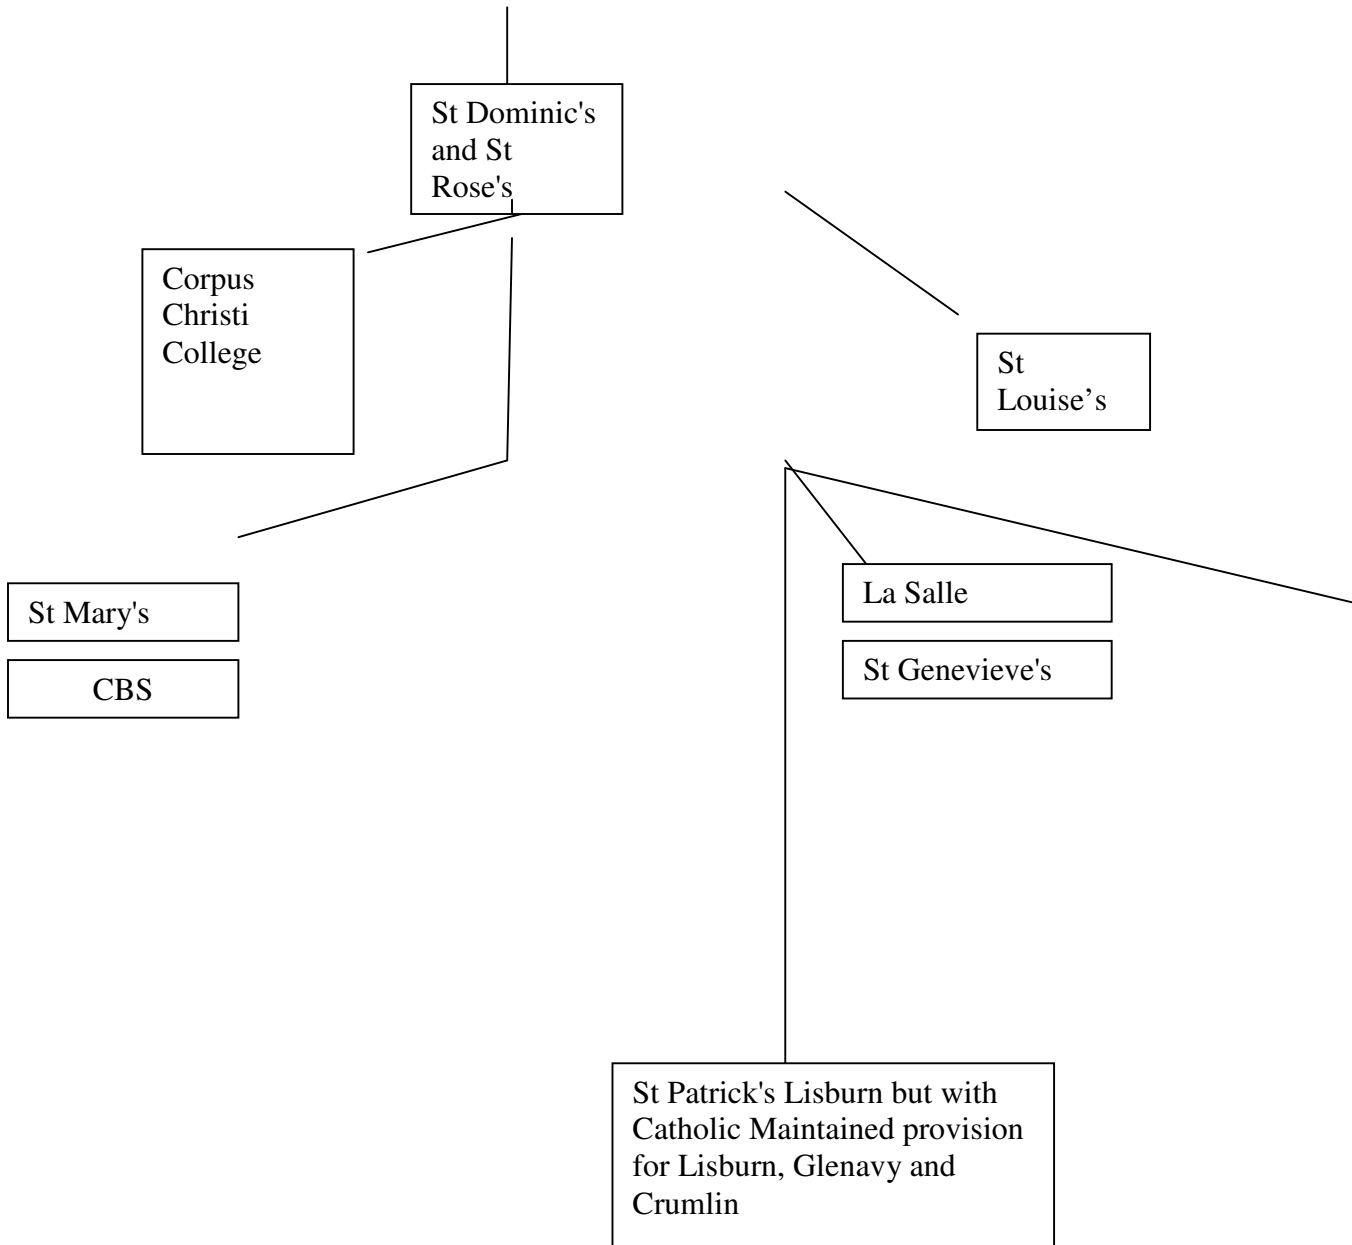 St Dominic's
and St
Rose's
Corpus
Christi
College
St
Louise’s
La Salle
St Mary's
St Genevieve's
CBS
St Patrick's Lisburn but with
Catholic Maintained provision
for Lisburn, Glenavy and
Crumlin